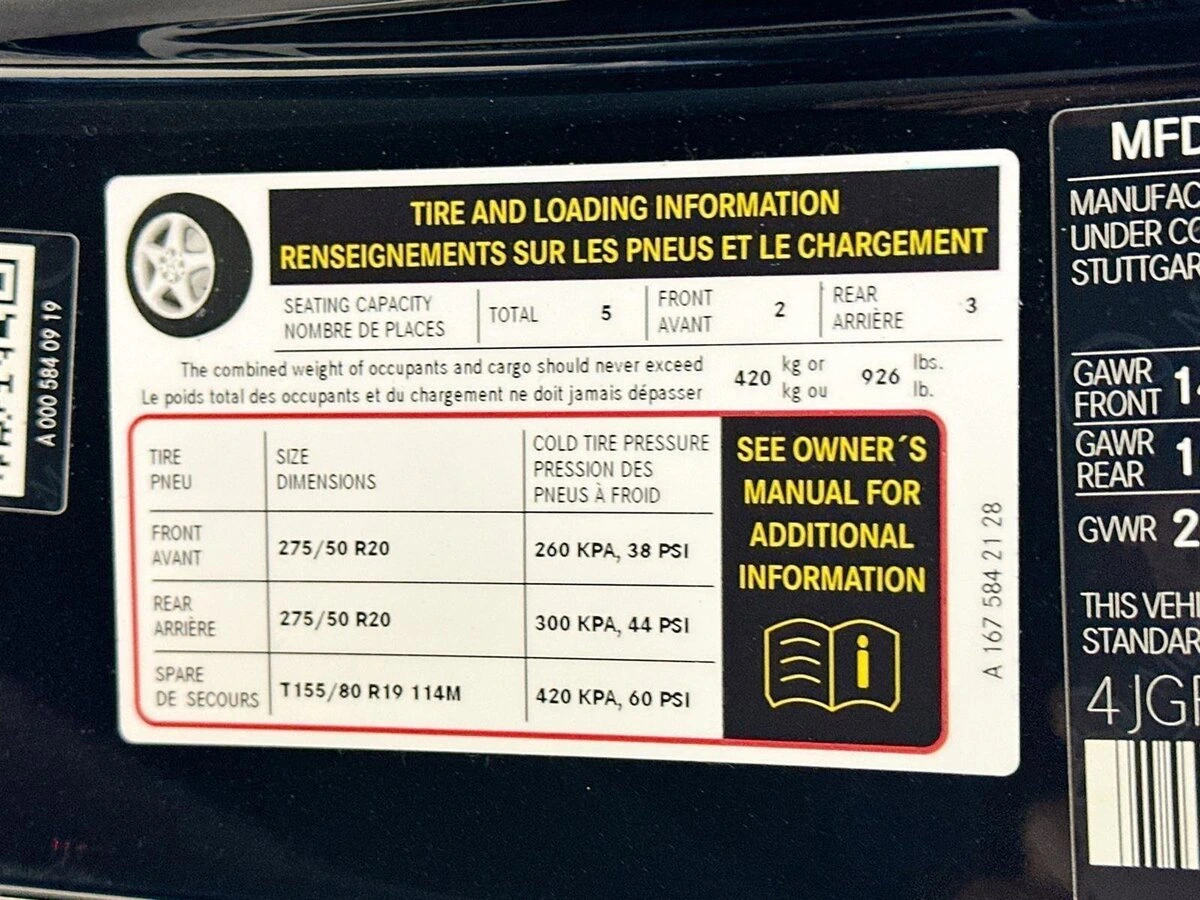 TIRE AND LOADING INFORMATION
RENSEIGNEMENTS SUR LES PNEUS ET LE CHARGEMENT
SEATING CAPACITY
NOMBRE DE PLACES
TOTAL 5
FRONT
AVANT
2
REAR
ARRIÈRE
3
The combined weight of occupants and cargo should never exceed
Le poids total des occupants et du chargement ne doit jamais dépasser
420 kg or
kg ou
926 lbs.
lb.
TIRE
PNEU
SIZE
DIMENSIONS
COLD TIRE PRESSURE
PRESSION DES
PNEUS À FROID
FRONT
AVANT
275/50 R20
260 KPA, 38 PSI
REAR
ARRIÈRE
275/50 R20
300 KPA, 44 PSI
SPARE
DE SECOURS
T155/80 R19 114M
420 KPA, 60 PSI
SEE OWNER´S
MANUAL FOR
ADDITIONAL
INFORMATION
A 167 584 21 28
A 000 584 09 19
MFD
MANUFAC
UNDER CO
STUTTGAR
GAWR
FRONT
GAWR
REAR
GVWR 2
THIS VEHI
STANDAR
4JG